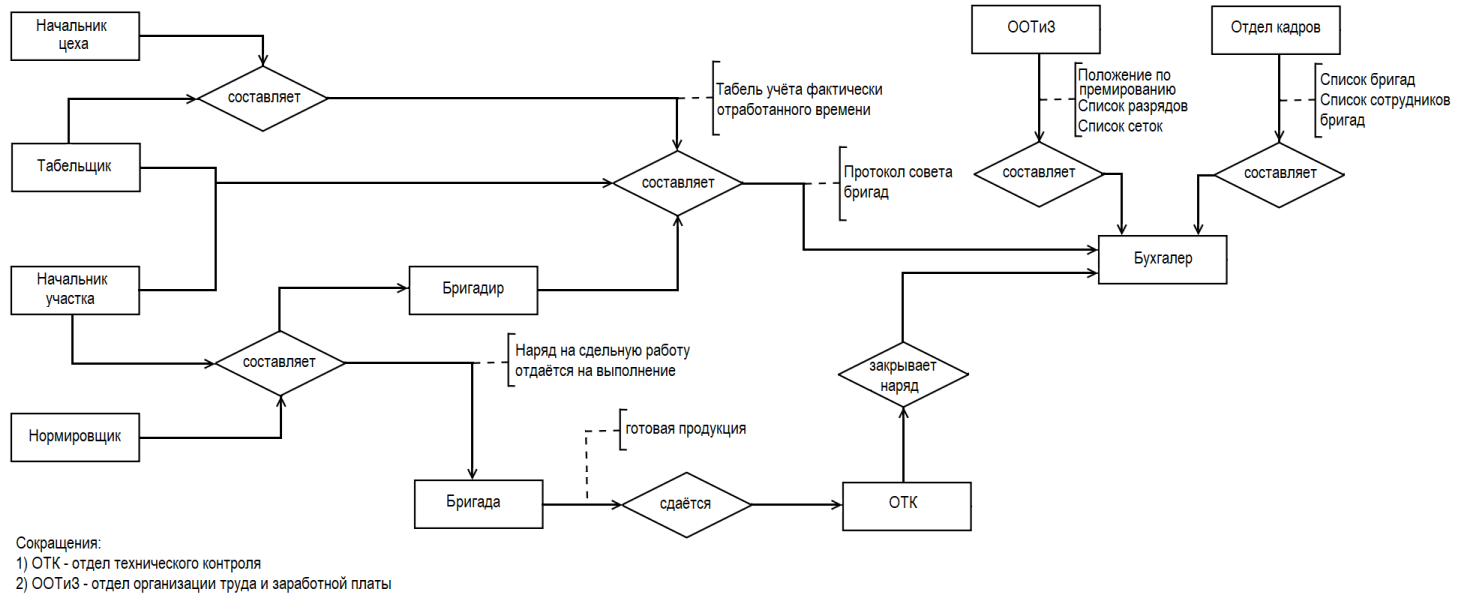 Начальник
цеха
ООТиЗ
Отдел кадров
составляет
Табель учёта фактически
отработанного времени
Положение по
премированию
Список разрядов
Список сеток
Список бригад
Список сотрудников
бригад
Табельщик
составляет
Протокол совета
бригад
составляет
составляет
Начальник
участка
Бригадир
Бухгалер
составляет
Наряд на сдельную работу
отдаётся на выполнение
закрывает
наряд
Нормировщик
готовая продукция
Бригада
сдаётся
ОТК
Сокращения:
1) ОТК - отдел технического контроля
2) ООТиЗ - отдел организации труда и заработной платы